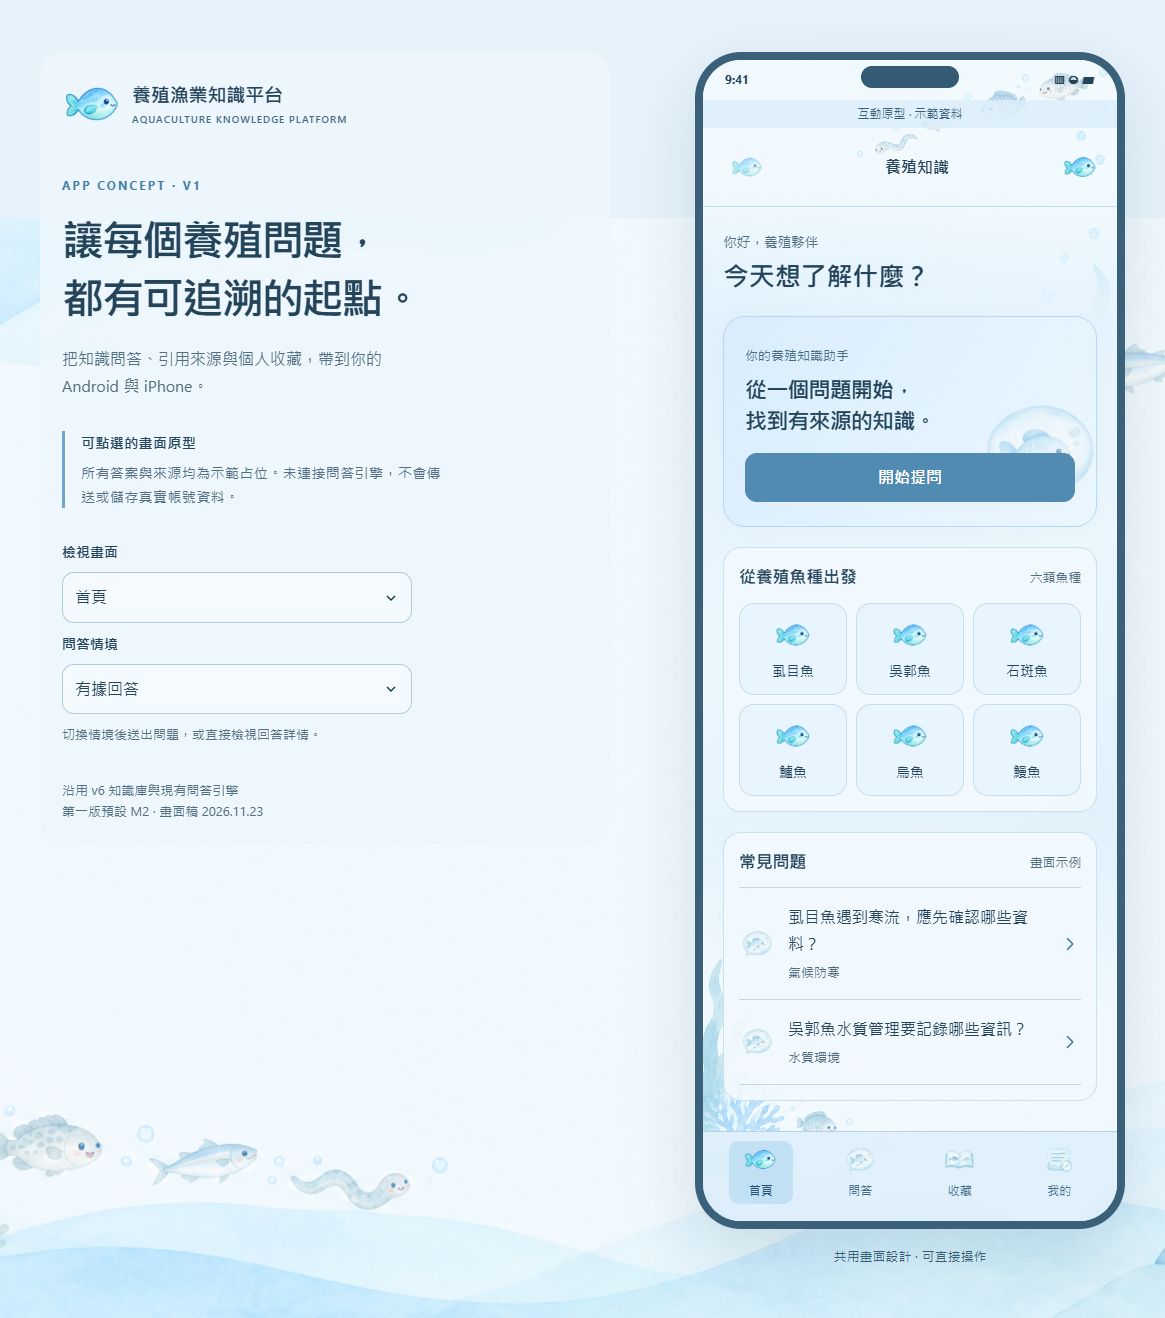 養殖漁業知識平台
AQUACULTURE KNOWLEDGE PLATFORM
APP CONCEPT · V1
讓每個養殖問題，
都有可追溯的起點。
把知識問答、引用來源與個人收藏，帶到你的
Android 與 iPhone。
可點選的畫面原型
所有答案與來源均為示範占位。未連接問答引擎，不會傳
送或儲存真實帳號資料。
檢視畫面
首頁
問答情境
有據回答
切換情境後送出問題，或直接檢視回答詳情。
沿用 v6 知識庫與現有問答引擎
第一版預設 M2 · 畫面稿 2026.11.23
9:41
互動原型 · 示範資料
養殖知識
你好，養殖夥伴
今天想了解什麼？
你的養殖知識助手
從一個問題開始，
找到有來源的知識。
開始提問
從養殖魚種出發
六類魚種
虱目魚
吳郭魚
石斑魚
鱸魚
烏魚
鰻魚
常見問題
畫面示例
虱目魚遇到寒流，應先確認哪些資
料？
氣候防寒
吳郭魚水質管理要記錄哪些資訊？
水質環境
首頁
問答
收藏
我的
共用畫面設計 · 可直接操作